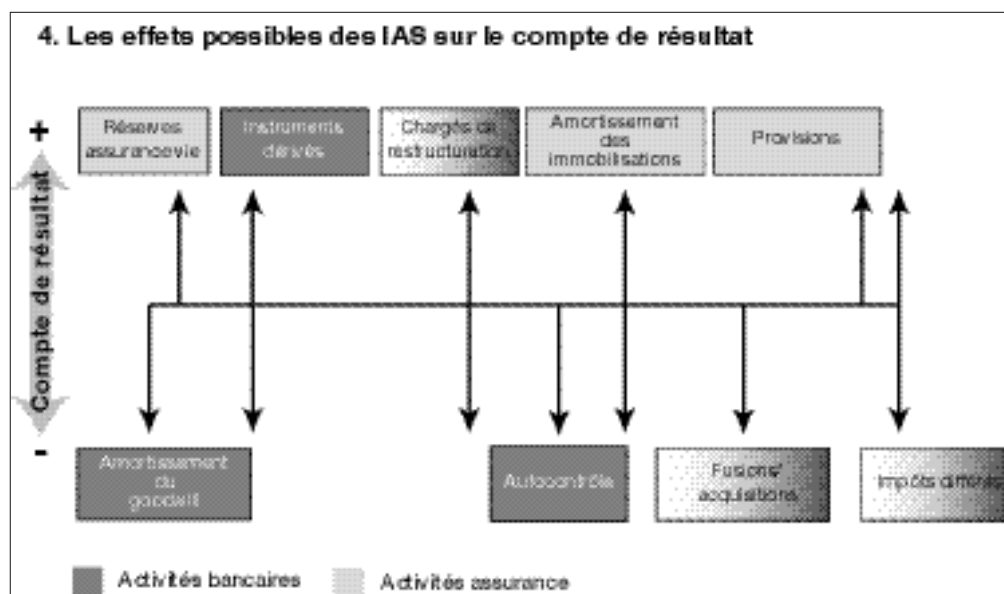 4. Les effets possibles des IAS sur le compte de résultat
+
Réserves
assurance vie
Instruments
dérivés
Charges de
restructuration
Amortissement
des
immobilisations
Provisions
Compte de résultat
-
Amortissement
du
goodwill
Autocontrôle
Fusions/
acquisitions
Impôts différés
Activités bancaires
Activités assurance